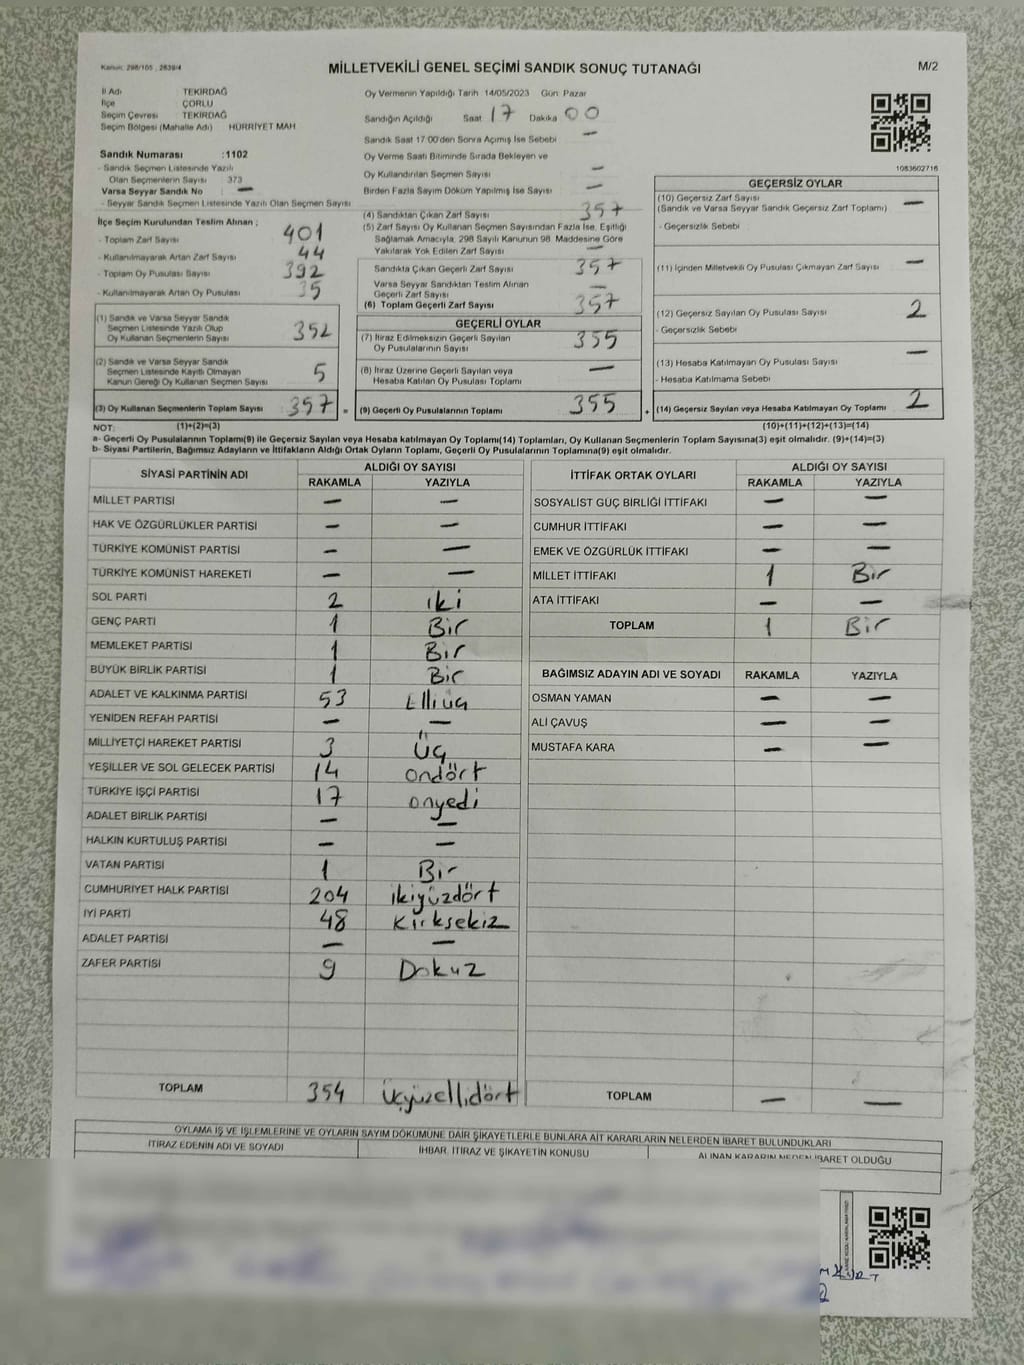 Kanun: 298/105 , 2839/4
MİLLETVEKİLİ GENEL SEÇİMİ SANDIK SONUÇ TUTANAĞI
M/2
İl Adı TEKİRDAĞ
İlçe ÇORLU
Seçim Çevresi TEKİRDAĞ
Seçim Bölgesi (Mahalle Adı) HÜRRİYET MAH
Sandık Numarası :1102
- Sandık Seçmen Listesinde Yazılı
Olan Seçmenlerin Sayısı 373
Varsa Seyyar Sandık No —
- Seyyar Sandık Seçmen Listesinde Yazılı Olan Seçmen Sayısı
Oy Vermenin Yapıldığı Tarih 14/05/2023 Gün Pazar
Sandığın Açıldığı Saat 17 Dakika 00
Sandık Saat 17:00'den Sonra Açımış İse Sebebi —
Oy Verme Saati Bitiminde Sırada Bekleyen ve
Oy Kullandırılan Seçmen Sayısı —
Birden Fazla Sayım Döküm Yapılmış İse Sayısı —
1083602716
İlçe Seçim Kurulundan Teslim Alınan ;
- Toplam Zarf Sayısı 401
- Kullanılmayarak Artan Zarf Sayısı 44
- Toplam Oy Pusulası Sayısı 392
- Kullanılmayarak Artan Oy Pusulası 35
(1) Sandık ve Varsa Seyyar Sandık
Seçmen Listesinde Yazılı Olup
Oy Kullanan Seçmenlerin Sayısı 352
(2) Sandık ve Varsa Seyyar Sandık
Seçmen Listesinde Kayıtlı Olmayan
Kanun Gereği Oy Kullanan Seçmen Sayısı 5
(3) Oy Kullanan Seçmenlerin Toplam Sayısı 357 =
(1)+(2)=(3)
(4) Sandıktan Çıkan Zarf Sayısı 357
(5) Zarf Sayısı Oy Kullanan Seçmen Sayısından Fazla İse, Eşitliği
Sağlamak Amacıyla, 298 Sayılı Kanunun 98. Maddesine Göre
Yakılarak Yok Edilen Zarf Sayısı —
Sandıkta Çıkan Geçerli Zarf Sayısı 357
Varsa Seyyar Sandıktan Teslim Alınan
Geçerli Zarf Sayısı —
(6) Toplam Geçerli Zarf Sayısı 357
GEÇERLİ OYLAR
(7) İtiraz Edilmeksizin Geçerli Sayılan
Oy Pusulalarının Sayısı 355
(8) İtiraz Üzerine Geçerli Sayılan veya
Hesaba Katılan Oy Pusulası Toplamı —
(9) Geçerli Oy Pusulalarının Toplamı 355 +
GEÇERSİZ OYLAR
(10) Geçersiz Zarf Sayısı —
(Sandık ve Varsa Seyyar Sandık Geçersiz Zarf Toplamı)
- Geçersizlik Sebebi
(11) İçinden Milletvekili Oy Pusulası Çıkmayan Zarf Sayısı —
(12) Geçersiz Sayılan Oy Pusulası Sayısı 2
- Geçersizlik Sebebi
(13) Hesaba Katılmayan Oy Pusulası Sayısı —
- Hesaba Katılmama Sebebi
(14) Geçersiz Sayılan veya Hesaba Katılmayan Oy Toplamı 2
(10)+(11)+(12)+(13)=(14)
NOT:
a- Geçerli Oy Pusulalarının Toplamı(9) ile Geçersiz Sayılan veya Hesaba katılmayan Oy Toplamı(14) Toplamları, Oy Kullanan Seçmenlerin Toplam Sayısına(3) eşit olmalıdır. (9)+(14)=(3)
b- Siyasi Partilerin, Bağımsız Adayların ve İttifakların Aldığı Ortak Oyların Toplamı, Geçerli Oy Pusulalarının Toplamına(9) eşit olmalıdır.
SİYASİ PARTİNİN ADI ALDIĞI OY SAYISI
RAKAMLA YAZIYLA
MİLLET PARTİSİ — —
HAK VE ÖZGÜRLÜKLER PARTİSİ — —
TÜRKİYE KOMÜNİST PARTİSİ — —
TÜRKİYE KOMÜNİST HAREKETİ — —
SOL PARTİ 2 iki
GENÇ PARTİ 1 Bir
MEMLEKET PARTİSİ 1 Bir
BÜYÜK BİRLİK PARTİSİ 1 Bir
ADALET VE KALKINMA PARTİSİ 53 Elliüç
YENİDEN REFAH PARTİSİ — —
MİLLİYETÇİ HAREKET PARTİSİ 3 Üç
YEŞİLLER VE SOL GELECEK PARTİSİ 14 ondört
TÜRKİYE İŞÇİ PARTİSİ 17 onyedi
ADALET BİRLİK PARTİSİ — —
HALKIN KURTULUŞ PARTİSİ — —
VATAN PARTİSİ 1 Bir
CUMHURİYET HALK PARTİSİ 204 ikiyüzdört
İYİ PARTİ 48 Kırksekiz
ADALET PARTİSİ — —
ZAFER PARTİSİ 9 Dokuz
TOPLAM 354 üçyüzellidört
İTTİFAK ORTAK OYLARI ALDIĞI OY SAYISI
RAKAMLA YAZIYLA
SOSYALİST GÜÇ BİRLİĞİ İTTİFAKI — —
CUMHUR İTTİFAKI — —
EMEK VE ÖZGÜRLÜK İTTİFAKI — —
MİLLET İTTİFAKI 1 Bir
ATA İTTİFAKI — —
TOPLAM 1 Bir
BAĞIMSIZ ADAYIN ADI VE SOYADI RAKAMLA YAZIYLA
OSMAN YAMAN — —
ALİ ÇAVUŞ — —
MUSTAFA KARA — —
TOPLAM — —
OYLAMA İŞ VE İŞLEMLERİNE VE OYLARIN SAYIM DÖKÜMÜNE DAİR ŞİKAYETLERLE BUNLARA AİT KARARLARIN NELERDEN İBARET BULUNDUKLARI
İTİRAZ EDENİN ADI VE SOYADI İHBAR, İTİRAZ VE ŞİKAYETİN KONUSU ALINAN KARARIN NEDEN İBARET OLDUĞU